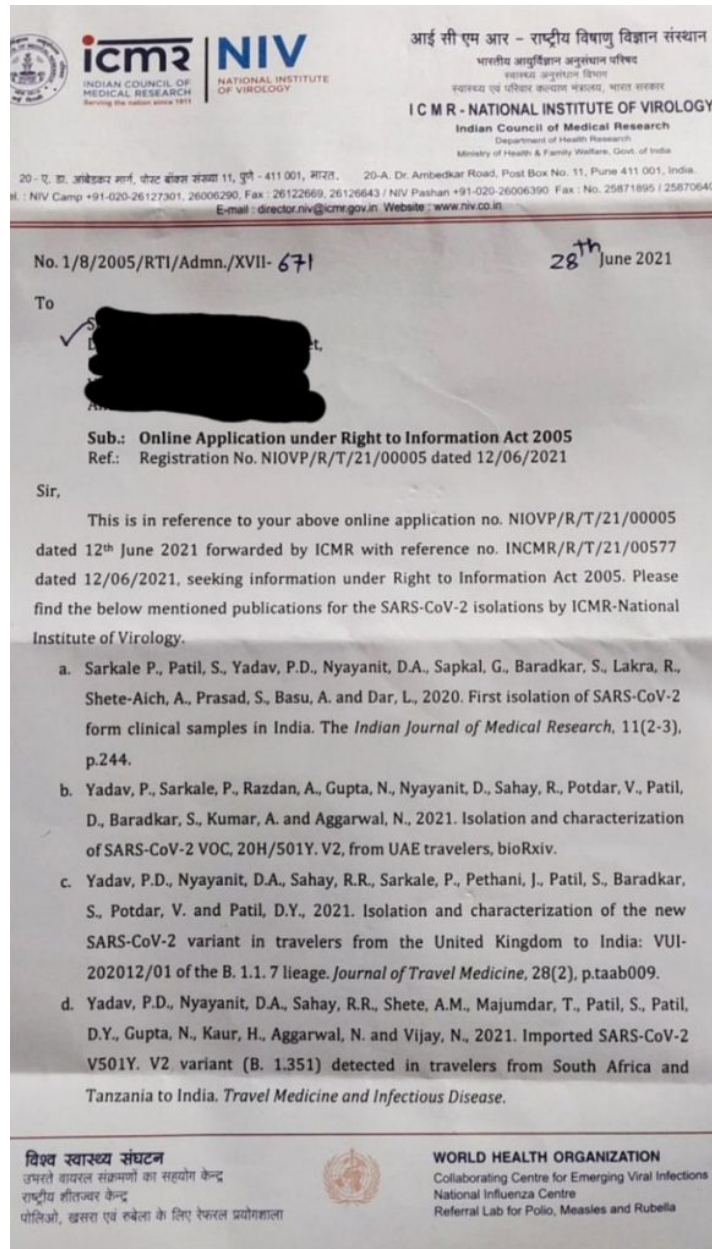 icmr
INDIAN COUNCIL OF
MEDICAL RESEARCH
Serving the nation since 1911
NIV
NATIONAL INSTITUTE
OF VIROLOGY
आई सी एम आर - राष्ट्रीय विषाणु विज्ञान संस्थान
भारतीय आयुर्विज्ञान अनुसंधान परिषद
स्वास्थ्य अनुसंधान विभाग
स्वास्थ्य एवं परिवार कल्याण मंत्रालय, भारत सरकार
I C M R - NATIONAL INSTITUTE OF VIROLOGY
Indian Council of Medical Research
Department of Health Research
Ministry of Health & Family Welfare, Govt. of India
20 - ए. डा. आंबेडकर मार्ग, पोस्ट बॉक्स संख्या 11, पुणे - 411 001, भारत. 20-A. Dr. Ambedkar Road, Post Box No. 11, Pune 411 001, India.
: NIV Camp +91-020-26127301, 26006290, Fax : 26122669, 26126643 / NIV Pashan +91-020-26006390 Fax : No. 25871895 / 2587064
E-mail : director.niv@icmr.gov.in Website : www.niv.co.in
No. 1/8/2005/RTI/Admn./XVII- 671 28th June 2021
To
Sub.: Online Application under Right to Information Act 2005
Ref.: Registration No. NIOVP/R/T/21/00005 dated 12/06/2021
Sir,
This is in reference to your above online application no. NIOVP/R/T/21/00005
dated 12th June 2021 forwarded by ICMR with reference no. INCMR/R/T/21/00577
dated 12/06/2021, seeking information under Right to Information Act 2005. Please
find the below mentioned publications for the SARS-CoV-2 isolations by ICMR-National
Institute of Virology.
a. Sarkale P., Patil, S., Yadav, P.D., Nyayanit, D.A., Sapkal, G., Baradkar, S., Lakra, R.,
Shete-Aich, A., Prasad, S., Basu, A. and Dar, L., 2020. First isolation of SARS-CoV-2
form clinical samples in India. The Indian Journal of Medical Research, 11(2-3),
p.244.
b. Yadav, P., Sarkale, P., Razdan, A., Gupta, N., Nyayanit, D., Sahay, R., Potdar, V., Patil,
D., Baradkar, S., Kumar, A. and Aggarwal, N., 2021. Isolation and characterization
of SARS-CoV-2 VOC, 20H/501Y. V2, from UAE travelers, bioRxiv.
c. Yadav, P.D., Nyayanit, D.A., Sahay, R.R., Sarkale, P., Pethani, J., Patil, S., Baradkar,
S., Potdar, V. and Patil, D.Y., 2021. Isolation and characterization of the new
SARS-CoV-2 variant in travelers from the United Kingdom to India: VUI-
202012/01 of the B. 1.1. 7 lieage. Journal of Travel Medicine, 28(2), p.taab009.
d. Yadav, P.D., Nyayanit, D.A., Sahay, R.R., Shete, A.M., Majumdar, T., Patil, S., Patil,
D.Y., Gupta, N., Kaur, H., Aggarwal, N. and Vijay, N., 2021. Imported SARS-CoV-2
V501Y. V2 variant (B. 1.351) detected in travelers from South Africa and
Tanzania to India. Travel Medicine and Infectious Disease.
विश्व स्वास्थ्य संघटन
उभरते वायरल संक्रमणों का सहयोग केन्द्र
राष्ट्रीय शीतज्वर केन्द्र
पोलिओ, खसरा एवं रुबेला के लिए रेफरल प्रयोगशाला
WORLD HEALTH ORGANIZATION
Collaborating Centre for Emerging Viral Infections
National Influenza Centre
Referral Lab for Polio, Measles and Rubella